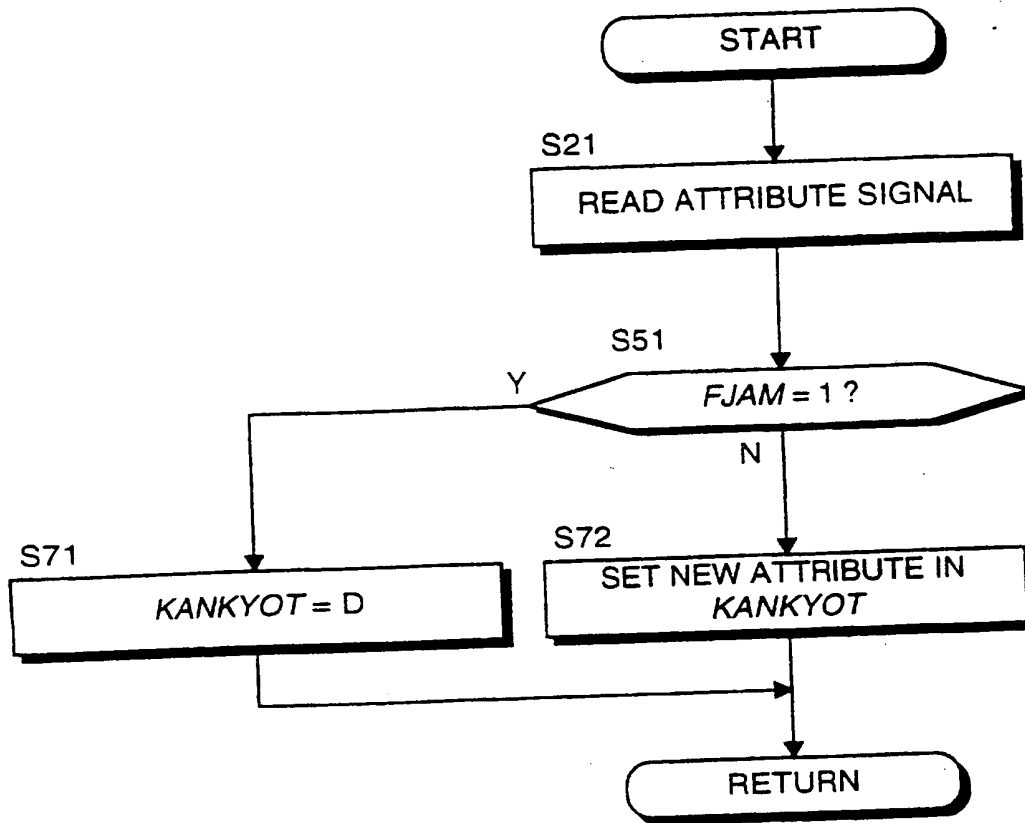 START
S21
READ ATTRIBUTE SIGNAL
S51
Y
FJAM = 1 ?
N
S71
KANKYOT = D
S72
SET NEW ATTRIBUTE IN
KANKYOT
RETURN